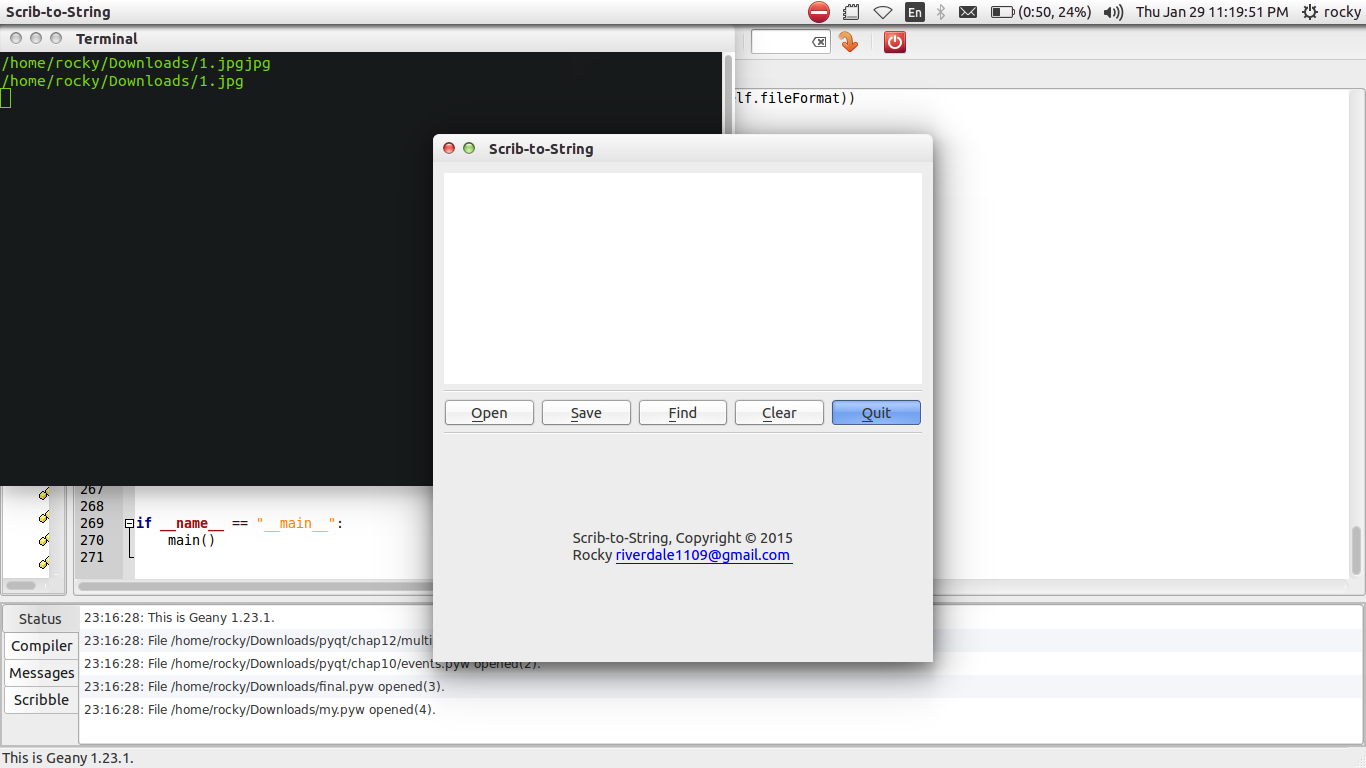 Scrib-to-String
En
(0:50, 24%)
Thu Jan 29 11:19:51 PM
rocky
Terminal
/home/rocky/Downloads/1.jpgjpg
/home/rocky/Downloads/1.jpg
lf.fileFormat))
Scrib-to-String
Open
Save
Find
Clear
Quit
Scrib-to-String, Copyright © 2015
Rocky riverdale1109@gmail.com
267
268
269 if __name__ == "__main__":
270 main()
271
Status
Compiler
Messages
Scribble
23:16:28: This is Geany 1.23.1.
23:16:28: File /home/rocky/Downloads/pyqt/chap12/multi
23:16:28: File /home/rocky/Downloads/pyqt/chap10/events.pyw opened(2).
23:16:28: File /home/rocky/Downloads/final.pyw opened(3).
23:16:28: File /home/rocky/Downloads/my.pyw opened(4).
This is Geany 1.23.1.